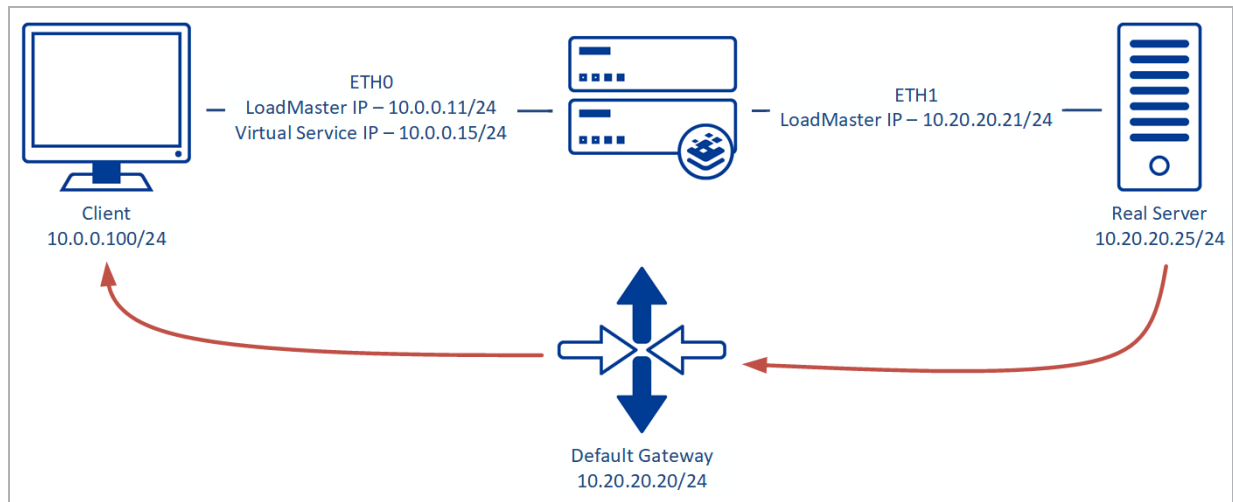 ETH0
LoadMaster IP – 10.0.0.11/24
Virtual Service IP – 10.0.0.15/24
ETH1
LoadMaster IP – 10.20.20.21/24
Client
10.0.0.100/24
Real Server
10.20.20.25/24
Default Gateway
10.20.20.20/24